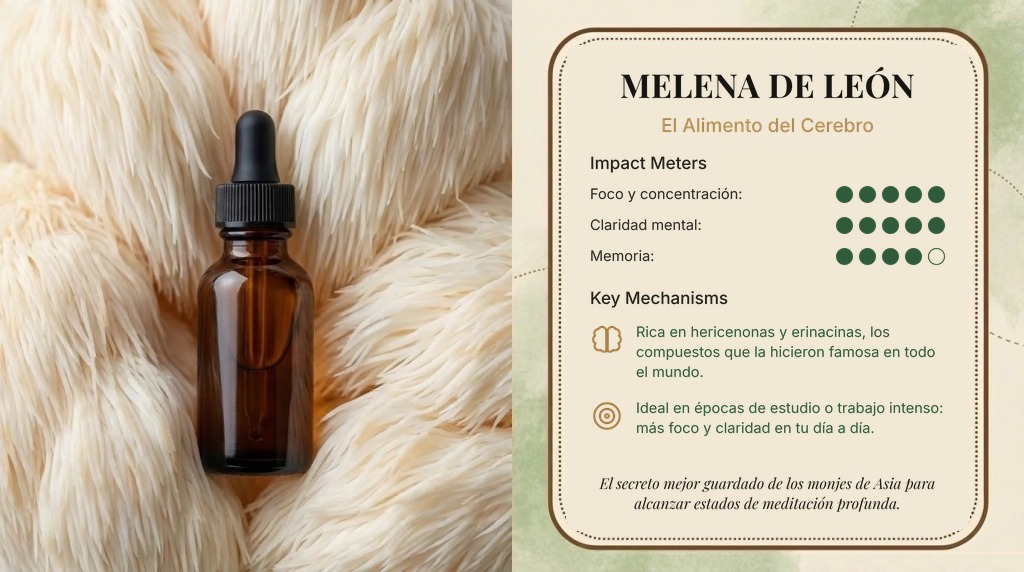 MELENA DE LEÓN
El Alimento del Cerebro
Impact Meters
Foco y concentración:
Claridad mental:
Memoria:
Key Mechanisms
Rica en hericenonas y erinacinas, los
compuestos que la hicieron famosa en todo
el mundo.
Ideal en épocas de estudio o trabajo intenso:
más foco y claridad en tu día a día.
El secreto mejor guardado de los monjes de Asia para
alcanzar estados de meditación profunda.